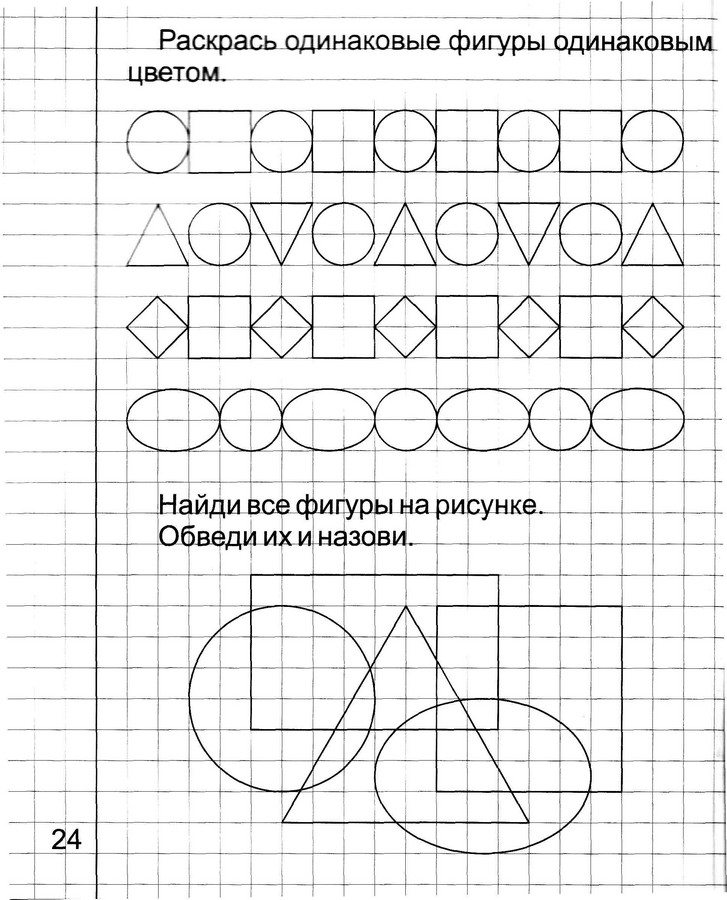 Раскрась одинаковые фигуры одинаковым
цветом.
Найди все фигуры на рисунке.
Обведи их и назови.
24